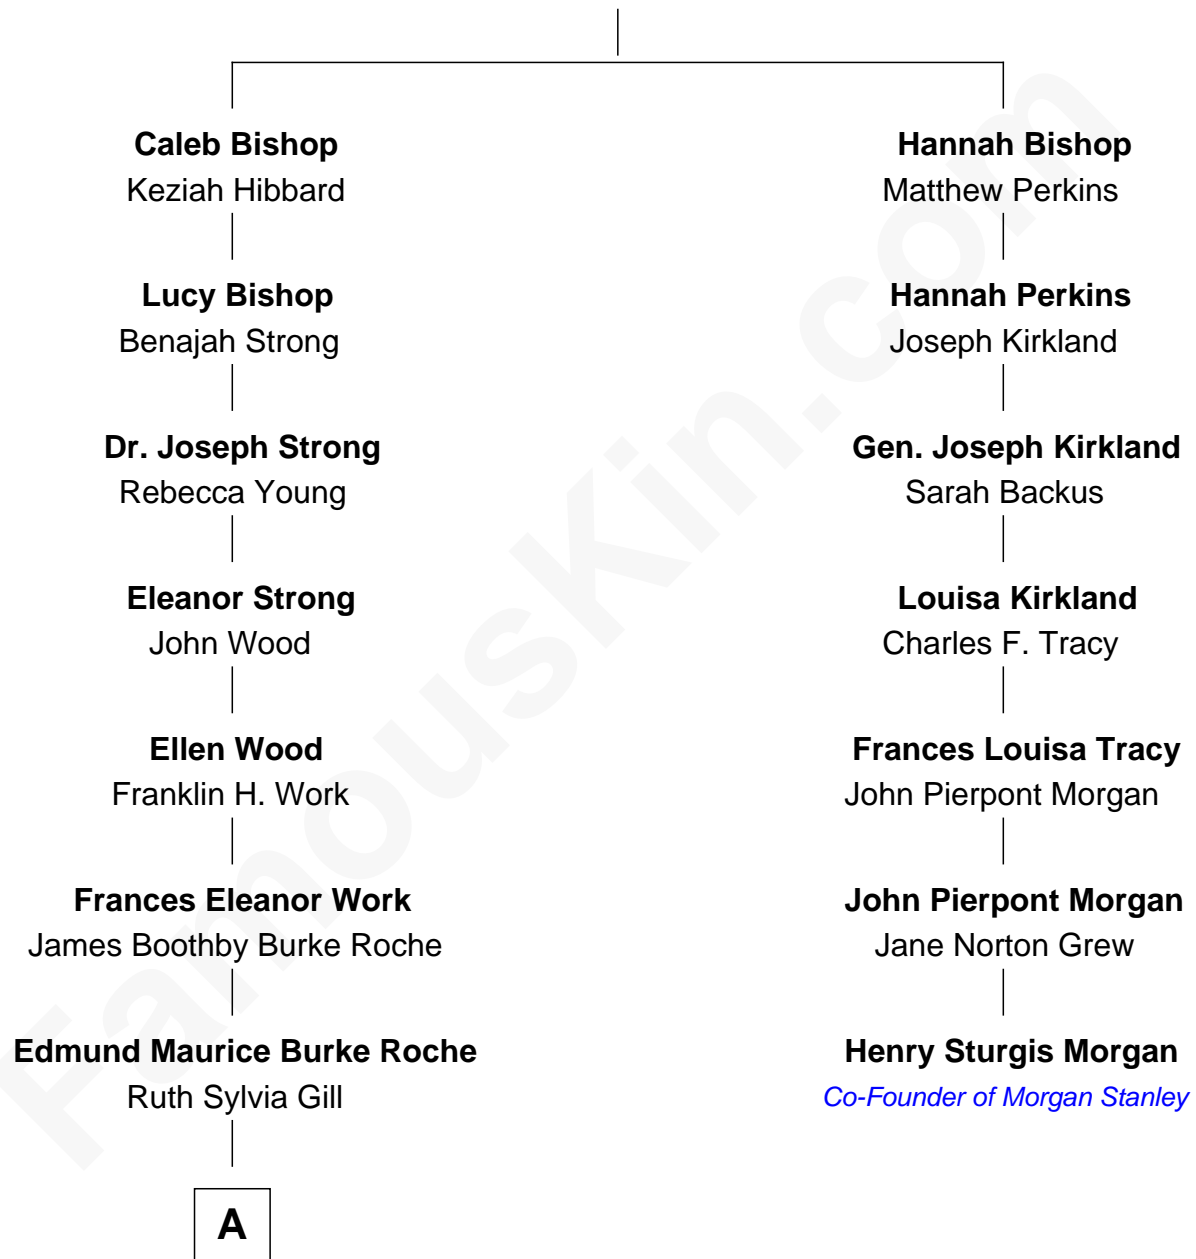 Caleb Bishop
Keziah Hibbard
Hannah Bishop
Matthew Perkins
Lucy Bishop
Benajah Strong
Hannah Perkins
Joseph Kirkland
Dr. Joseph Strong
Rebecca Young
Gen. Joseph Kirkland
Sarah Backus
Eleanor Strong
John Wood
Louisa Kirkland
Charles F. Tracy
Ellen Wood
Franklin H. Work
Frances Louisa Tracy
John Pierpont Morgan
Frances Eleanor Work
James Boothby Burke Roche
John Pierpont Morgan
Jane Norton Grew
Edmund Maurice Burke Roche
Ruth Sylvia Gill
Henry Sturgis Morgan
Co-Founder of Morgan Stanley
A
FamousKin.com